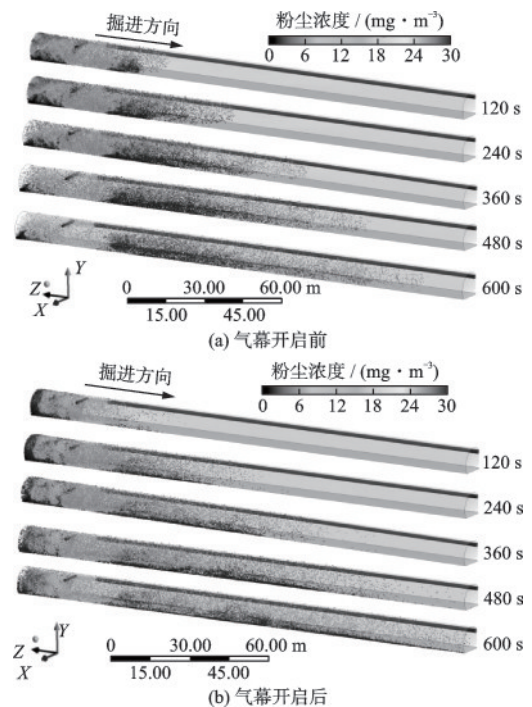 掘进方向
粉尘浓度 / (mg·m⁻³)
0 6 12 18 24 30
120 s
240 s
360 s
480 s
600 s
Y
Z
X
0 30.00 60.00 m
15.00 45.00
(a) 气幕开启前
掘进方向
粉尘浓度 / (mg·m⁻³)
0 6 12 18 24 30
120 s
240 s
360 s
480 s
600 s
Y
Z
X
0 30.00 60.00 m
15.00 45.00
(b) 气幕开启后